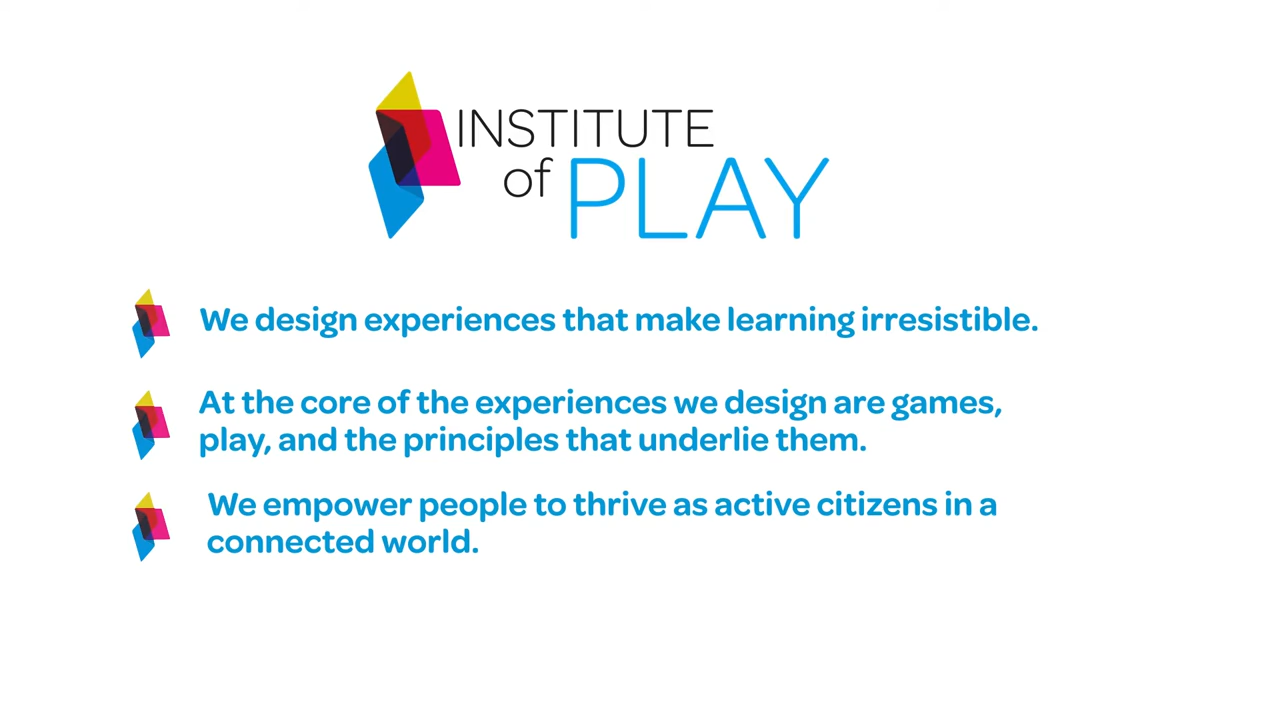 INSTITUTE
of PLAY
We design experiences that make learning irresistible.
At the core of the experiences we design are games,
play, and the principles that underlie them.
We empower people to thrive as active citizens in a
connected world.